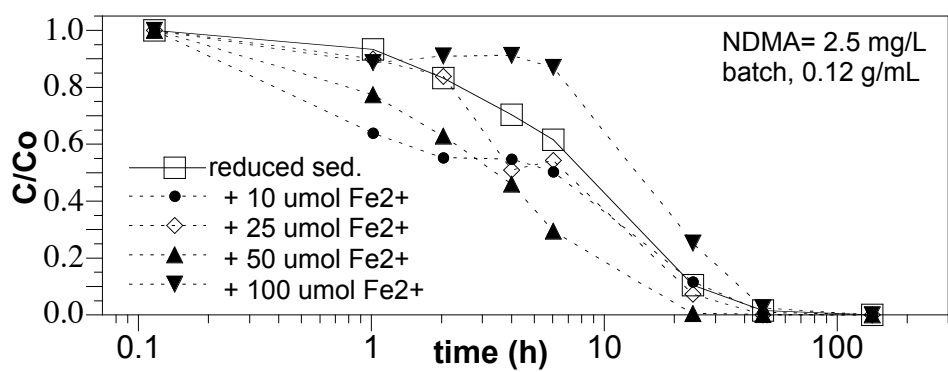 1.0
0.8
0.6
0.4
0.2
0.0
C/Co
NDMA= 2.5 mg/L
batch, 0.12 g/mL
reduced sed.
+ 10 umol Fe2+
+ 25 umol Fe2+
+ 50 umol Fe2+
+ 100 umol Fe2+
0.1
1
10
100
time (h)